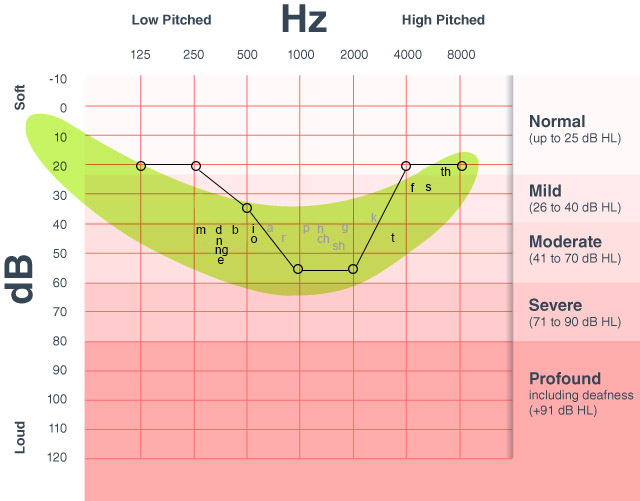 Low Pitched Hz High Pitched
125 250 500 1000 2000 4000 8000
Soft
dB
Loud
-10
0
10
20
30
40
50
60
70
80
90
100
110
120
th
f s
m d b i a p h g k
n o r ch t
ng sh
e
Normal
(up to 25 dB HL)
Mild
(26 to 40 dB HL)
Moderate
(41 to 70 dB HL)
Severe
(71 to 90 dB HL)
Profound
including deafness
(+91 dB HL)